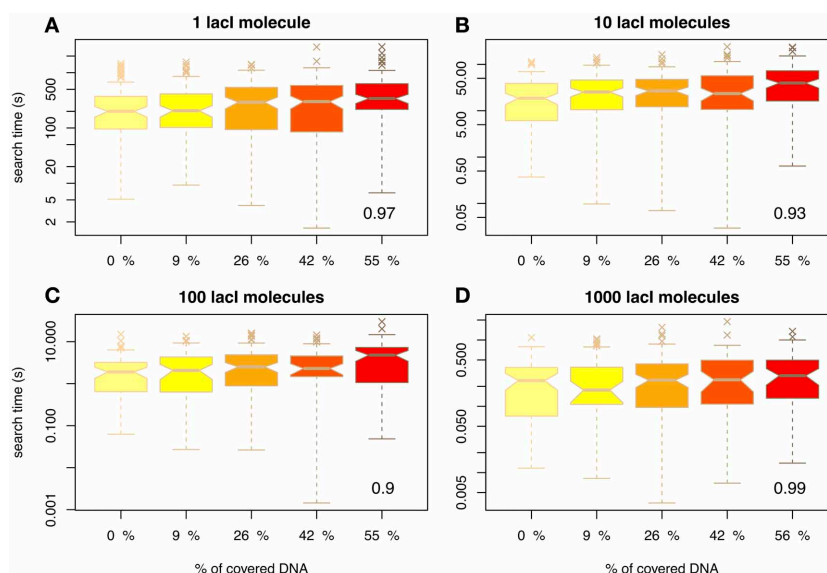 A 1 lacI molecule
search time (s)
500
100
20
5
2
0.97
0 % 9 % 26 % 42 % 55 %
B 10 lacI molecules
50.00
5.00
0.50
0.05
0.93
0 % 9 % 26 % 42 % 55 %
C 100 lacI molecules
search time (s)
10.000
0.100
0.001
0.9
0 % 9 % 26 % 42 % 55 %
% of covered DNA
D 1000 lacI molecules
0.500
0.050
0.005
0.99
0 % 9 % 26 % 42 % 56 %
% of covered DNA